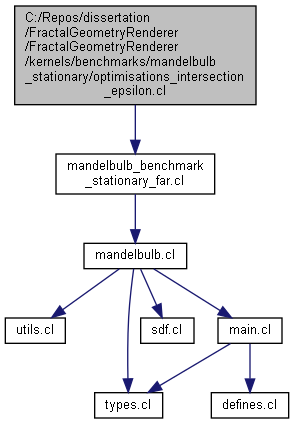 C:/Repos/dissertation
/FractalGeometryRenderer
/FractalGeometryRenderer
/kernels/benchmarks/mandelbulb
_stationary/optimisations_intersection
_epsilon.cl
mandelbulb_benchmark
_stationary_far.cl
mandelbulb.cl
utils.cl
sdf.cl
main.cl
types.cl
defines.cl